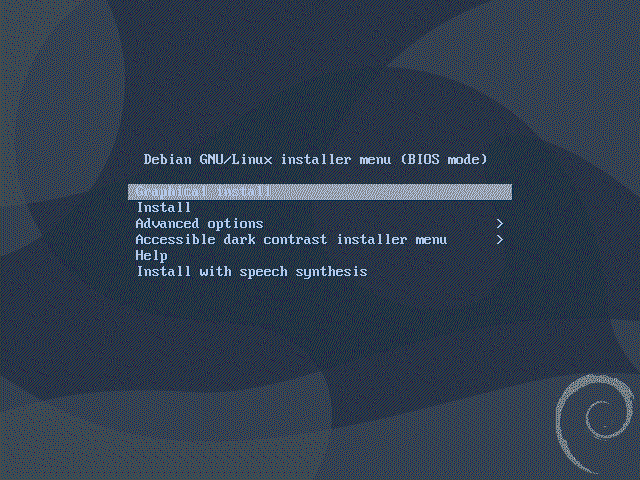 Debian GNU/Linux installer menu (BIOS mode)
Graphical install
Install
Advanced options >
Accessible dark contrast installer menu >
Help
Install with speech synthesis